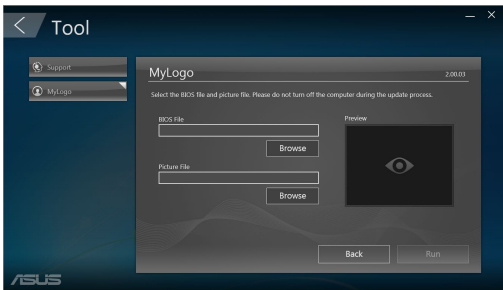 Tool
Support
MyLogo
MyLogo
2.00.03
Select the BIOS file and picture file. Please do not turn off the computer during the update process.
BIOS File
Browse
Picture File
Browse
Preview
Back
Run
ASUS